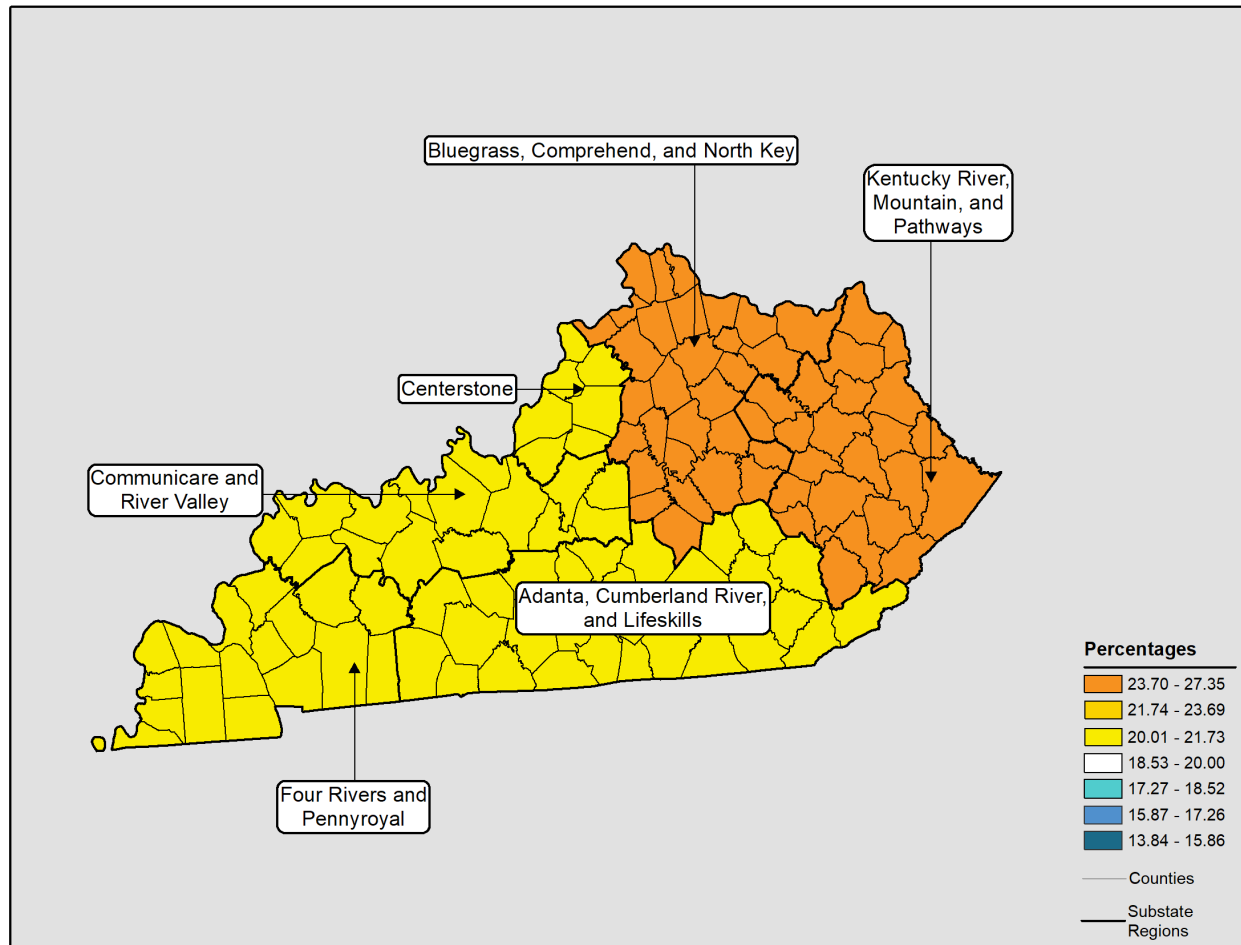 Bluegrass, Comprehend, and North Key
Kentucky River,
Mountain, and
Pathways
Centerstone
Communicare and
River Valley
Adanta, Cumberland River,
and Lifeskills
Four Rivers and
Pennyroyal
Percentages
23.70 - 27.35
21.74 - 23.69
20.01 - 21.73
18.53 - 20.00
17.27 - 18.52
15.87 - 17.26
13.84 - 15.86
Counties
Substate
Regions